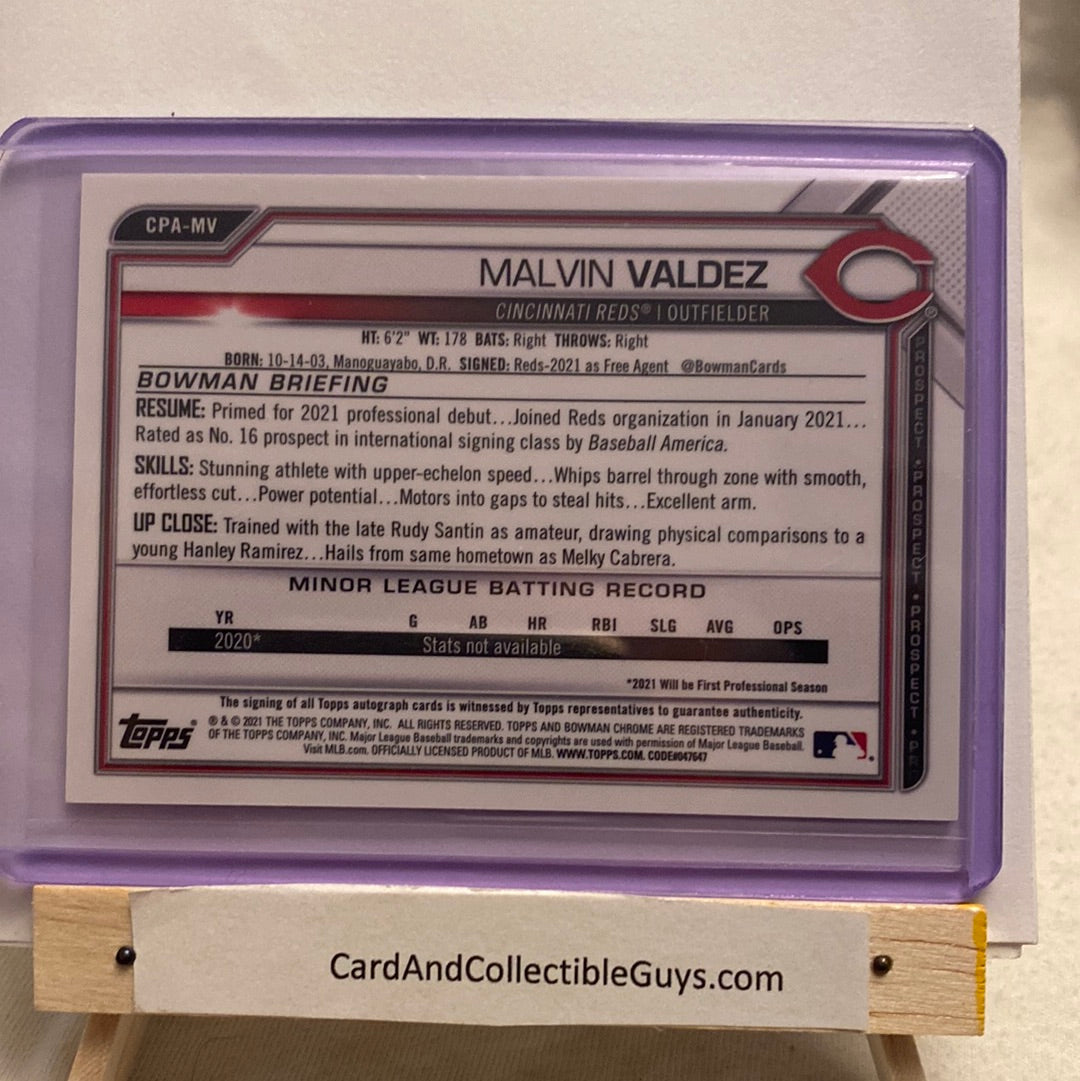 CPA-MV
MALVIN VALDEZ
CINCINNATI REDS® | OUTFIELDER
HT: 6'2" WT: 178 BATS: Right THROWS: Right
BORN: 10-14-03, Manoguayabo, D.R. SIGNED: Reds-2021 as Free Agent @BowmanCards
BOWMAN BRIEFING
RESUME: Primed for 2021 professional debut...Joined Reds organization in January 2021...
Rated as No. 16 prospect in international signing class by Baseball America.
SKILLS: Stunning athlete with upper-echelon speed...Whips barrel through zone with smooth,
effortless cut...Power potential...Motors into gaps to steal hits...Excellent arm.
UP CLOSE: Trained with the late Rudy Santin as amateur, drawing physical comparisons to a
young Hanley Ramirez...Hails from same hometown as Melky Cabrera.
MINOR LEAGUE BATTING RECORD
YR G AB HR RBI SLG AVG OPS
2020* Stats not available
*2021 Will be First Professional Season
The signing of all Topps autograph cards is witnessed by Topps representatives to guarantee authenticity.
topps®
® & © 2021 THE TOPPS COMPANY, INC. ALL RIGHTS RESERVED. TOPPS AND BOWMAN CHROME ARE REGISTERED TRADEMARKS
OF THE TOPPS COMPANY, INC. Major League Baseball trademarks and copyrights are used with permission of Major League Baseball.
Visit MLB.com. OFFICIALLY LICENSED PRODUCT OF MLB. WWW.TOPPS.COM. CODE#047647
PROSPECT • PROSPECT • PROSPECT • PR
CardAndCollectibleGuys.com